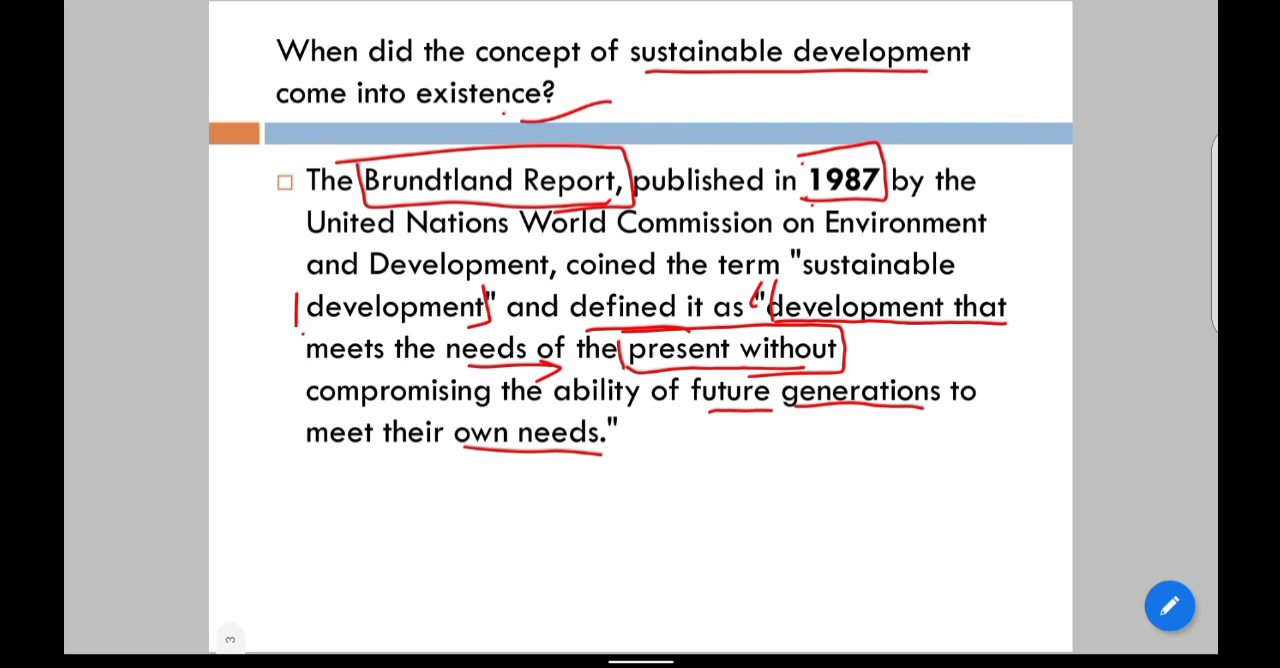 When did the concept of sustainable development
come into existence?
The Brundtland Report, published in 1987 by the
United Nations World Commission on Environment
and Development, coined the term "sustainable
development" and defined it as "development that
meets the needs of the present without
compromising the ability of future generations to
meet their own needs."
3